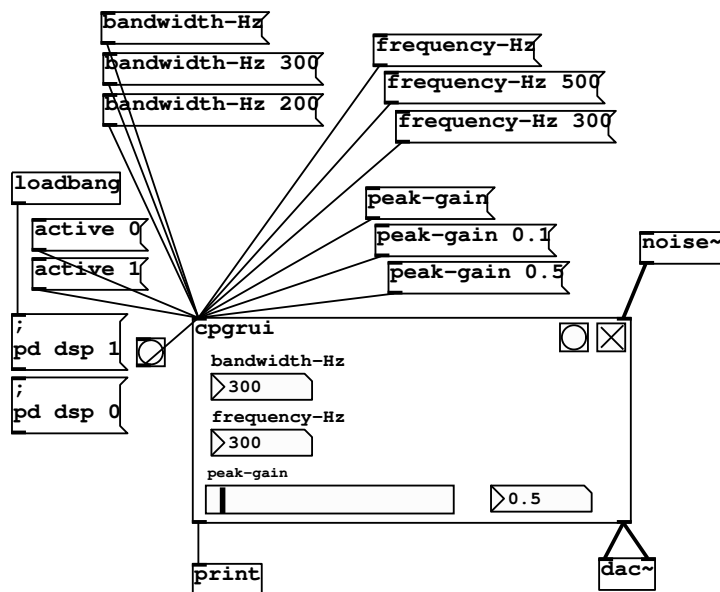 bandwidth-Hz
bandwidth-Hz 300
bandwidth-Hz 200
frequency-Hz
frequency-Hz 500
frequency-Hz 300
loadbang
active 0
active 1
peak-gain
peak-gain 0.1
peak-gain 0.5
noise~
;
pd dsp 1
;
pd dsp 0
cpgrui
bandwidth-Hz
300
frequency-Hz
300
peak-gain
0.5
print
dac~